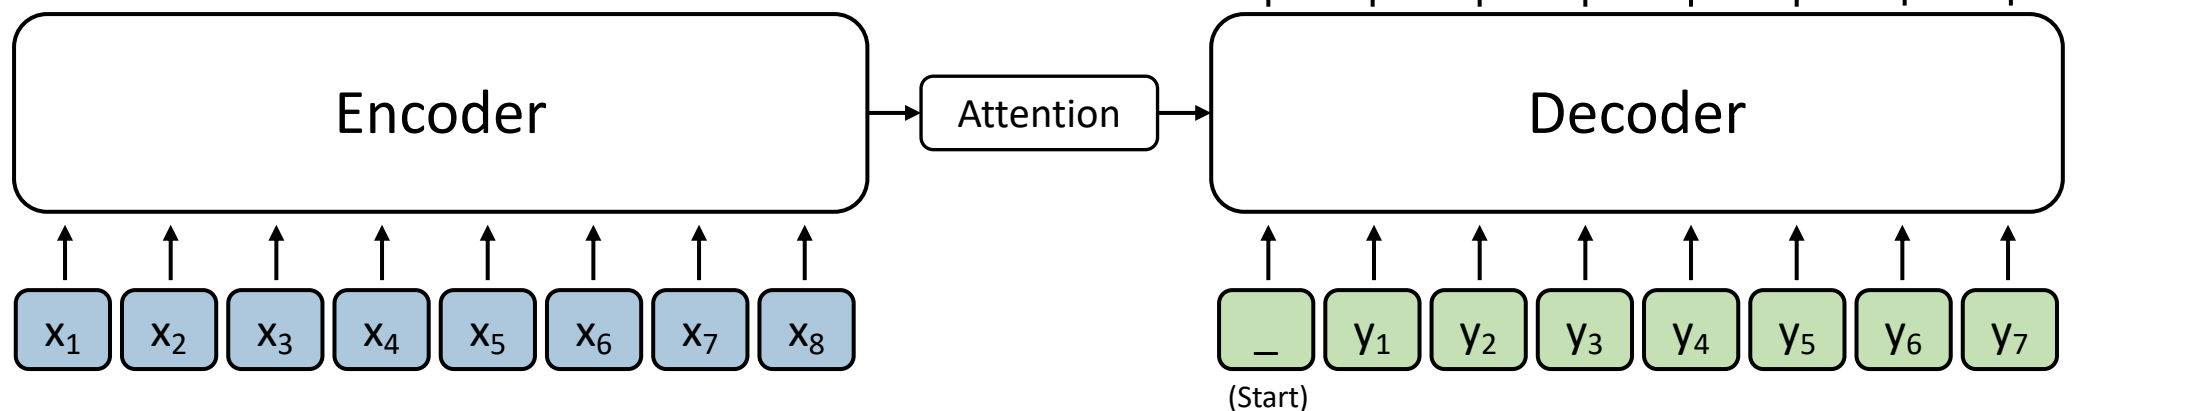 Encoder
Attention
Decoder
x₁ x₂ x₃ x₄ x₅ x₆ x₇ x₈
_ y₁ y₂ y₃ y₄ y₅ y₆ y₇
(Start)